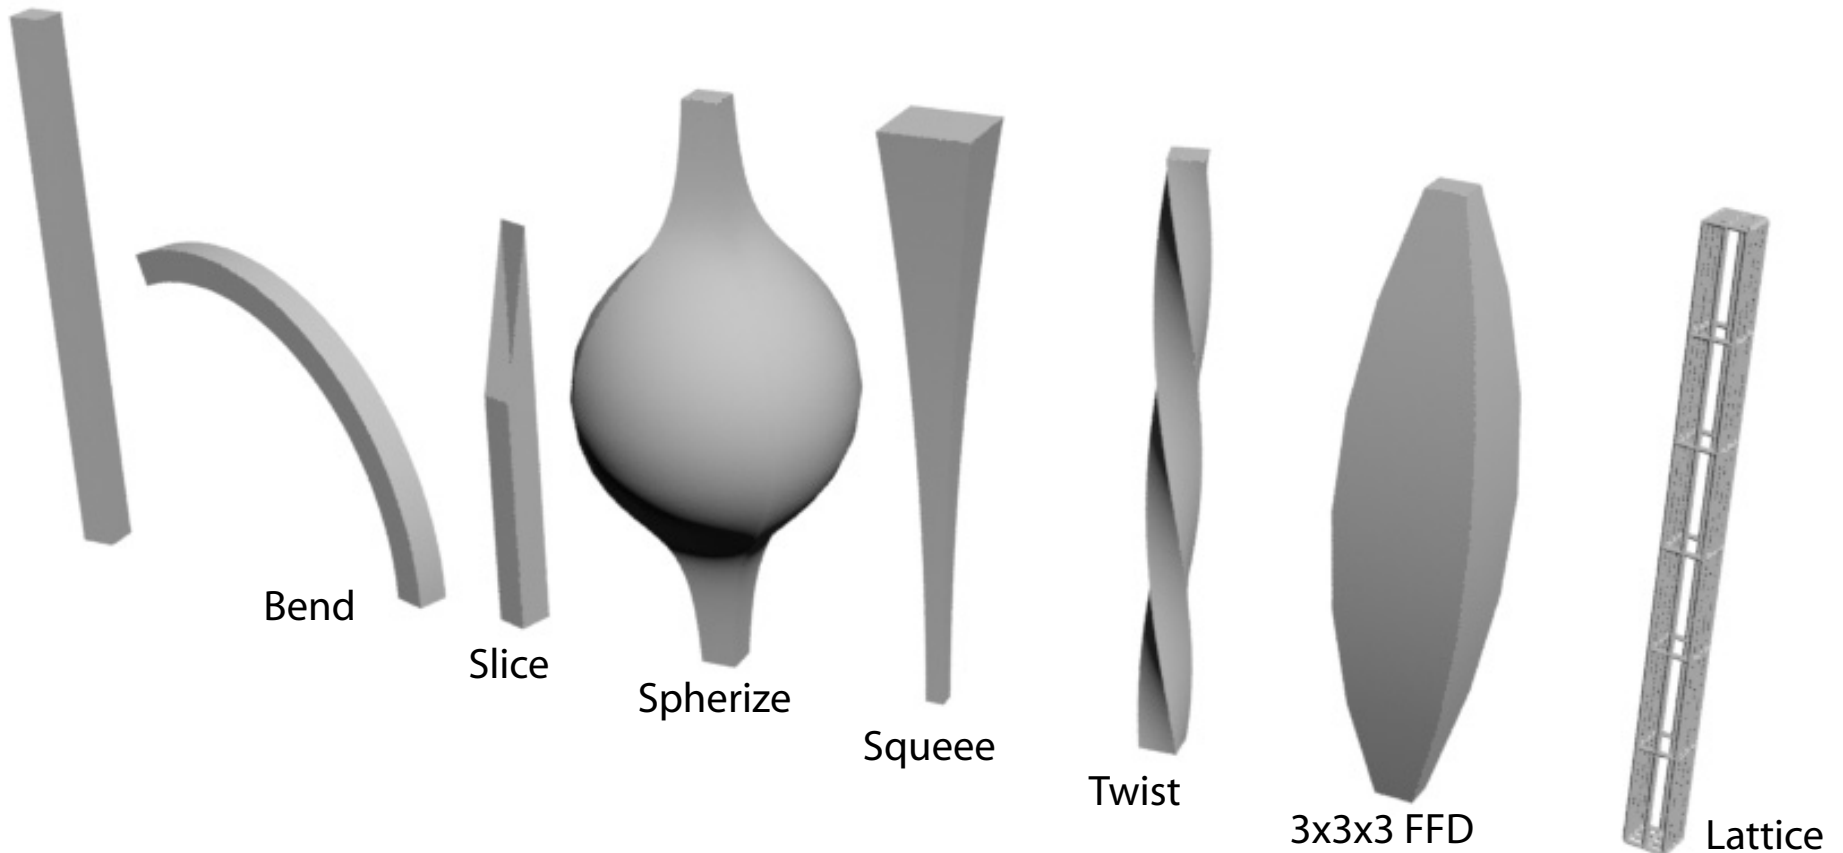 Bend
Slice
Spherize
Squeee
Twist
3x3x3 FFD
Lattice